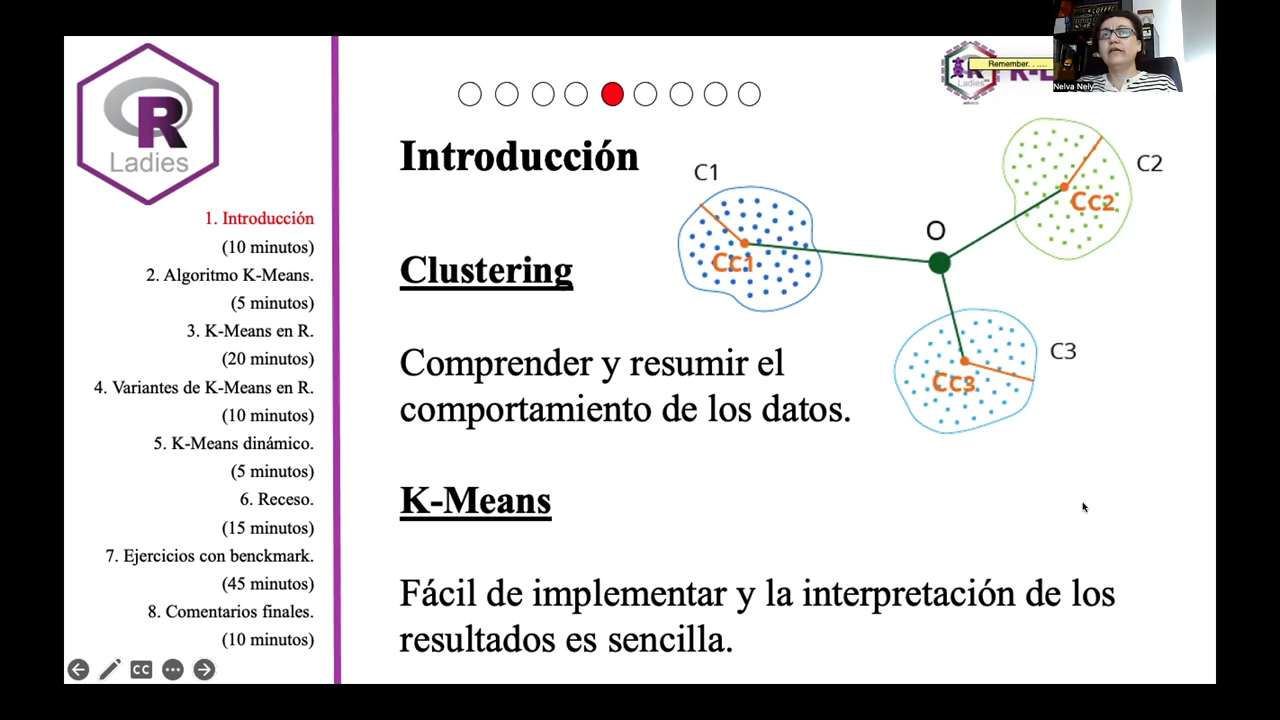 R
Ladies
1. Introducción
(10 minutos)
2. Algoritmo K-Means.
(5 minutos)
3. K-Means en R.
(20 minutos)
4. Variantes de K-Means en R.
(10 minutos)
5. K-Means dinámico.
(5 minutos)
6. Receso.
(15 minutos)
7. Ejercicios con benckmark.
(45 minutos)
8. Comentarios finales.
(10 minutos)
CC
Introducción
Clustering
Comprender y resumir el
comportamiento de los datos.
K-Means
Fácil de implementar y la interpretación de los
resultados es sencilla.
C1
Cc1
O
C2
Cc2
C3
Cc3
R
Ladies
Remember. . ....
Nelva Nely